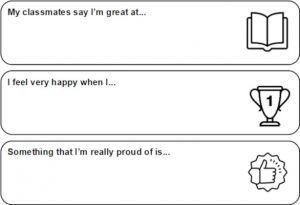 My classmates say I'm great at...
I feel very happy when I...
1
Something that I'm really proud of is...